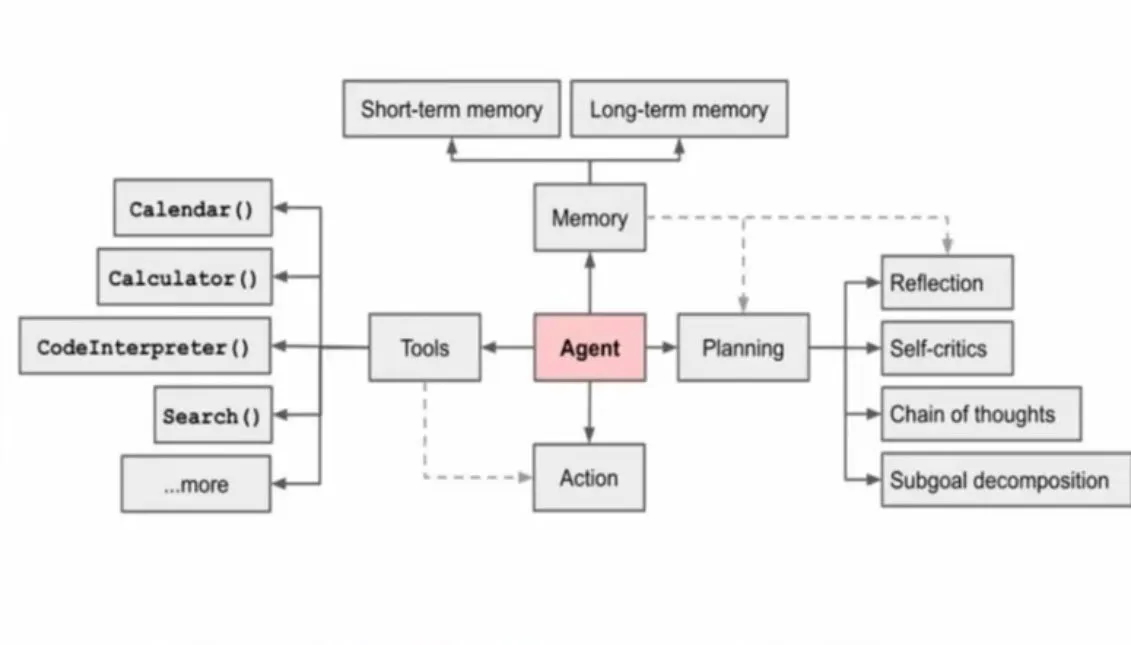 Short-term memory
Long-term memory
Calendar()
Memory
Calculator()
Reflection
CodeInterpreter()
Tools
Agent
Planning
Self-critics
Search()
Chain of thoughts
...more
Action
Subgoal decomposition